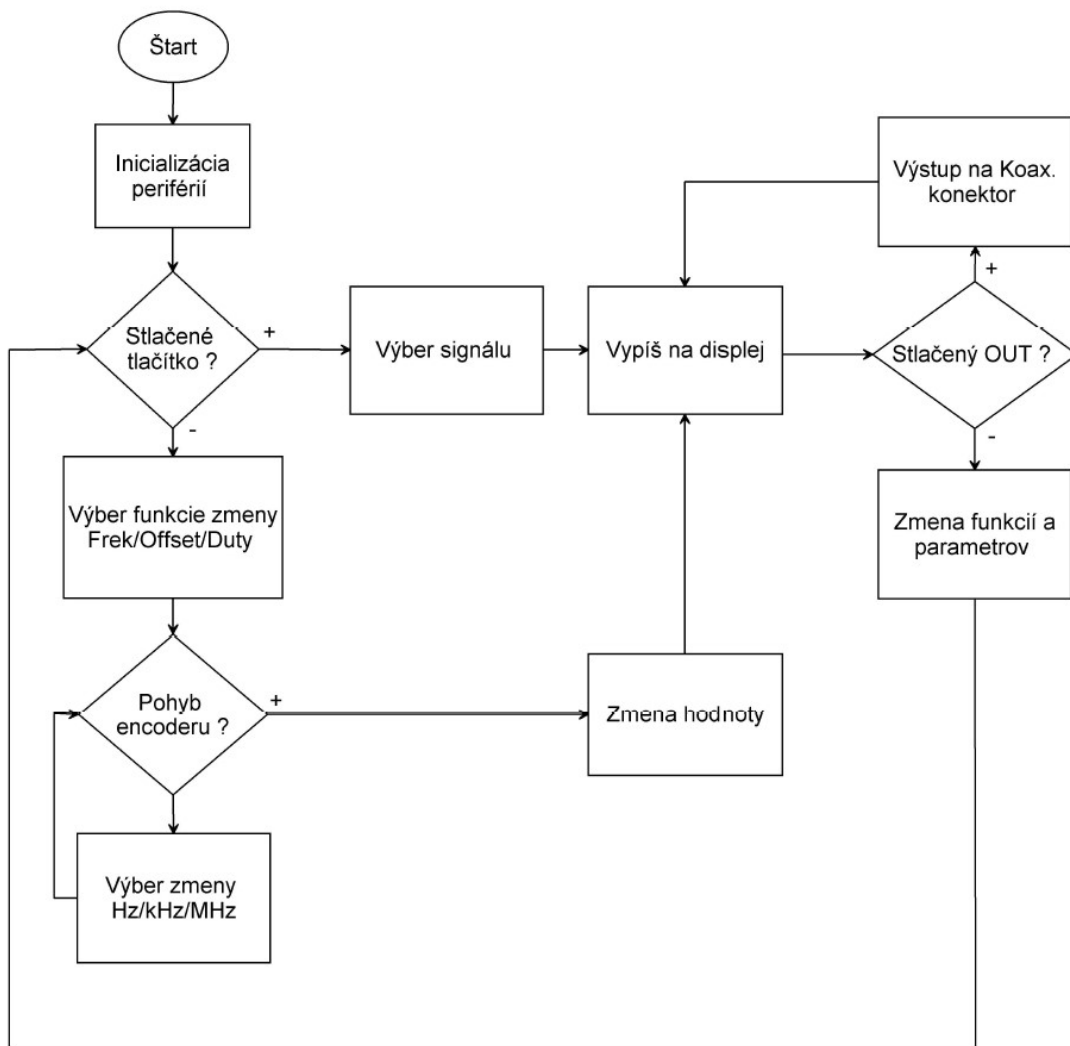 Štart
Inicializácia
periférií
Stlačené
tlačítko ?
+
-
Výber signálu
Vypíš na displej
Výstup na Koax.
konektor
+
Stlačený OUT ?
-
Zmena funkcií a
parametrov
Výber funkcie zmeny
Frek/Offset/Duty
Pohyb
encoderu ?
+
Zmena hodnoty
Výber zmeny
Hz/kHz/MHz